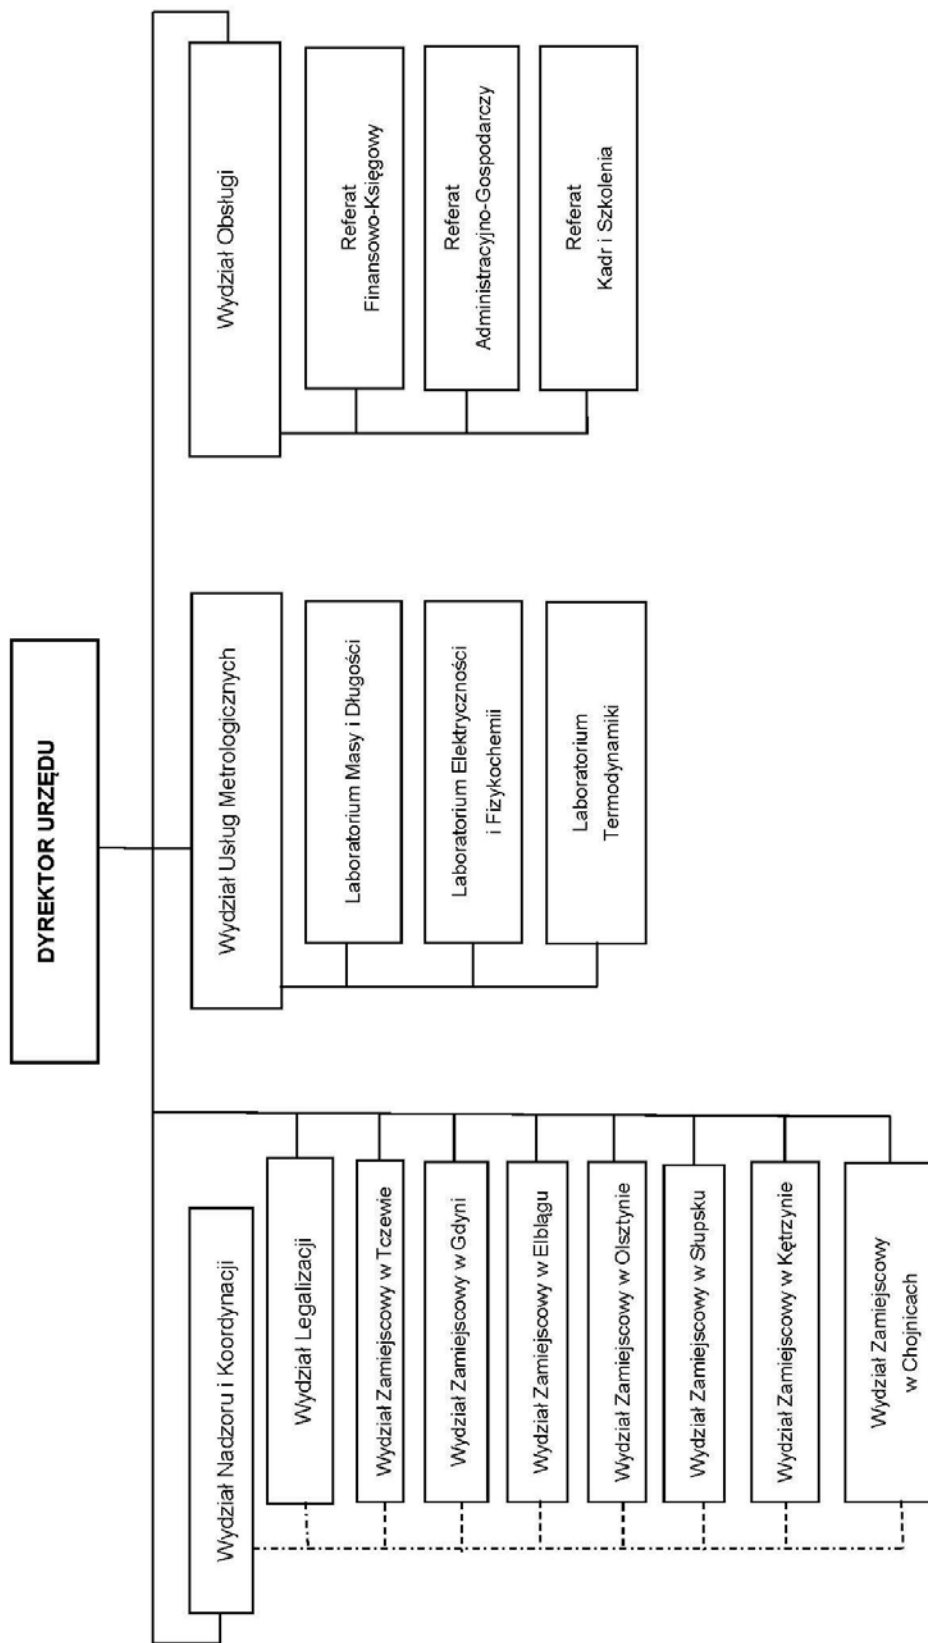 DYREKTOR URZĘDU
Wydział Nadzoru i Koordynacji
Wydział Legalizacji
Wydział Zamiejscowy w Tczewie
Wydział Zamiejscowy w Gdyni
Wydział Zamiejscowy w Elblągu
Wydział Zamiejscowy w Olsztynie
Wydział Zamiejscowy w Słupsku
Wydział Zamiejscowy w Kętrzynie
Wydział Zamiejscowy
w Chojnicach
Wydział Usług Metrologicznych
Laboratorium Masy i Długości
Laboratorium Elektryczności
i Fizykochemii
Laboratorium
Termodynamiki
Wydział Obsługi
Referat
Finansowo-Księgowy
Referat
Administracyjno-Gospodarczy
Referat
Kadr i Szkolenia